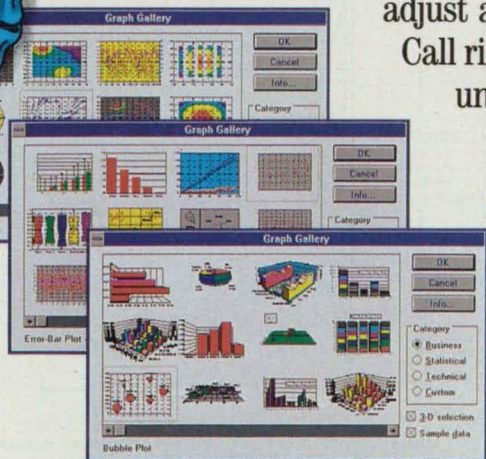 adjust a
Call ri
un
Graph Gallery
OK
Cancel
Info...
Category
Graph Gallery
OK
Cancel
Info...
Category
Error-Bar Plot
Graph Gallery
OK
Cancel
Info...
Category
Business
Statistical
Technical
Custom
3-D selection
Sample data
Bubble Plot